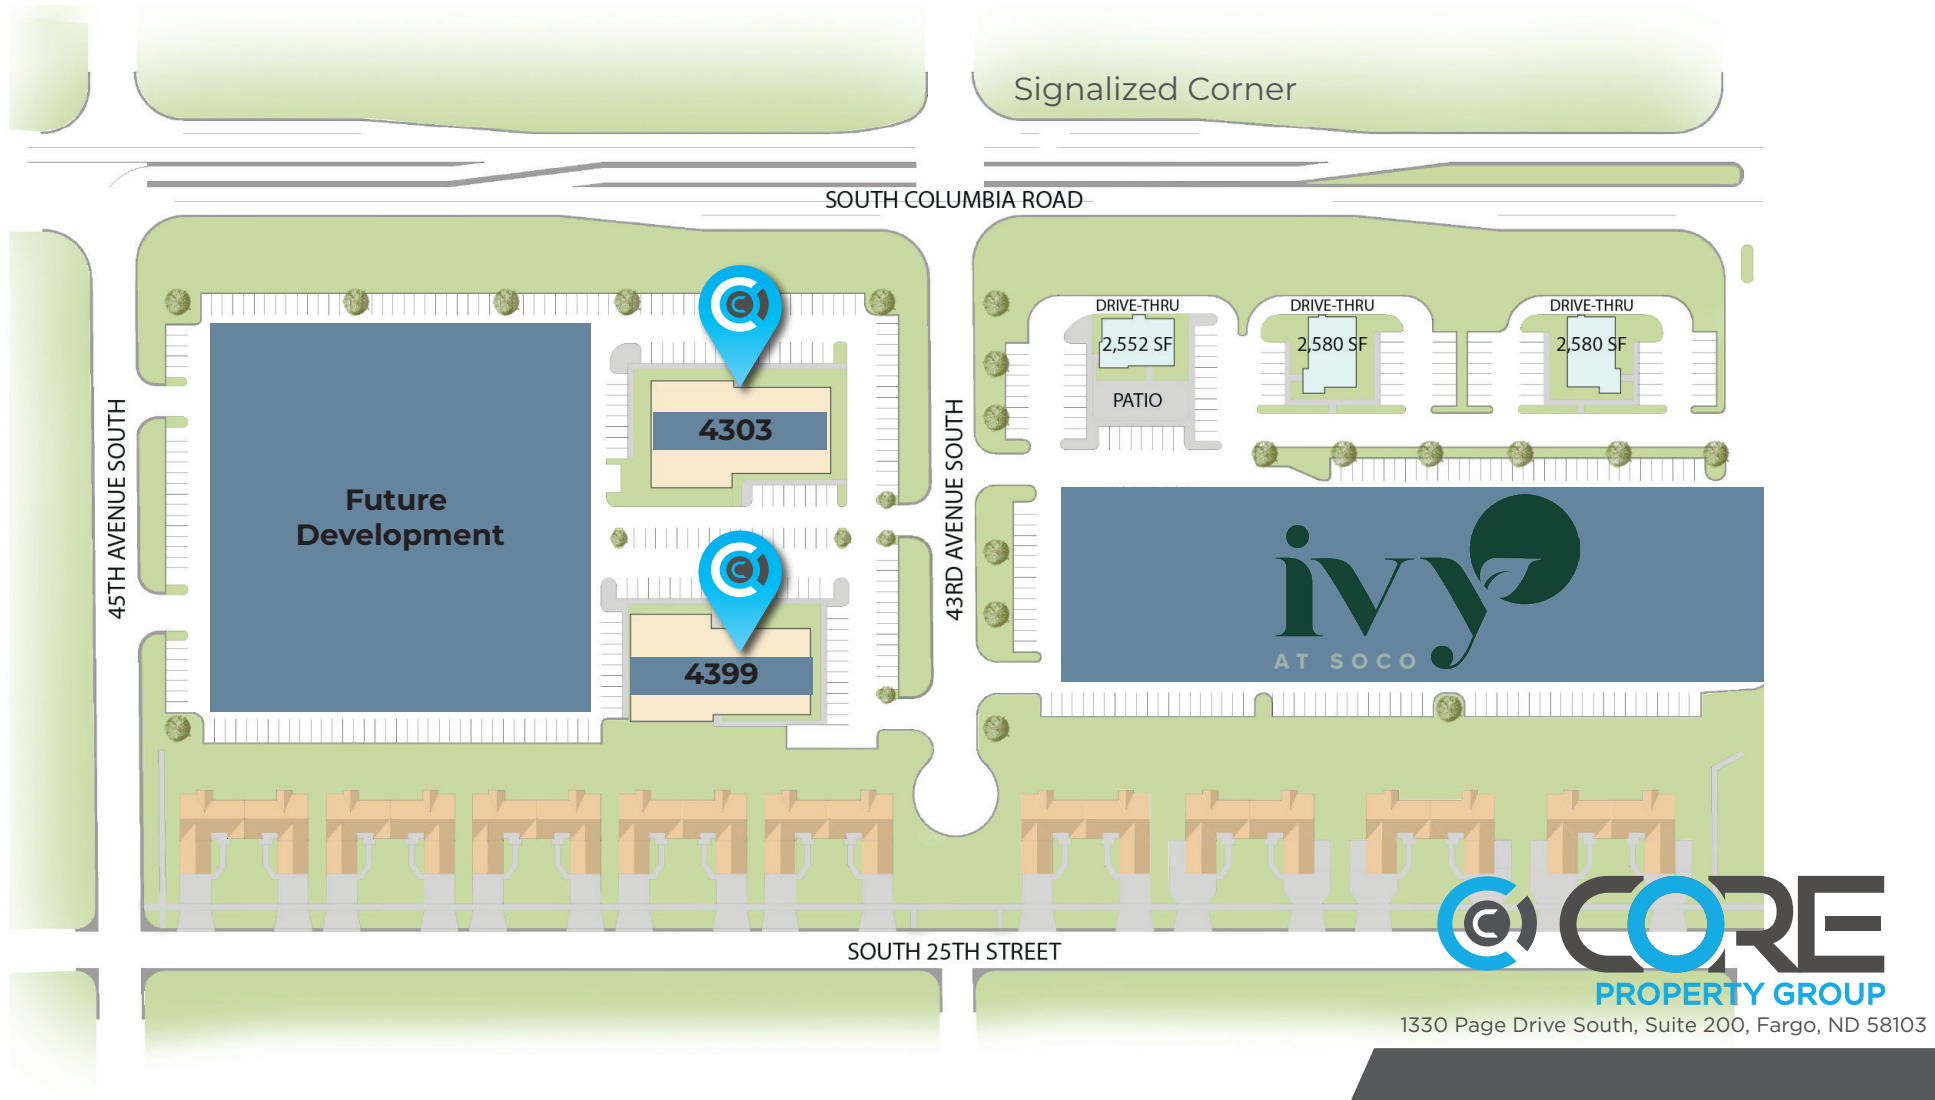 Signalized Corner
SOUTH COLUMBIA ROAD
DRIVE-THRU
DRIVE-THRU
DRIVE-THRU
2,552 SF
2,580 SF
2,580 SF
PATIO
4303
45TH AVENUE SOUTH
43RD AVENUE SOUTH
Future
Development
ivy
AT SOCO
4399
SOUTH 25TH STREET
CORE
PROPERTY GROUP
1330 Page Drive South, Suite 200, Fargo, ND 58103